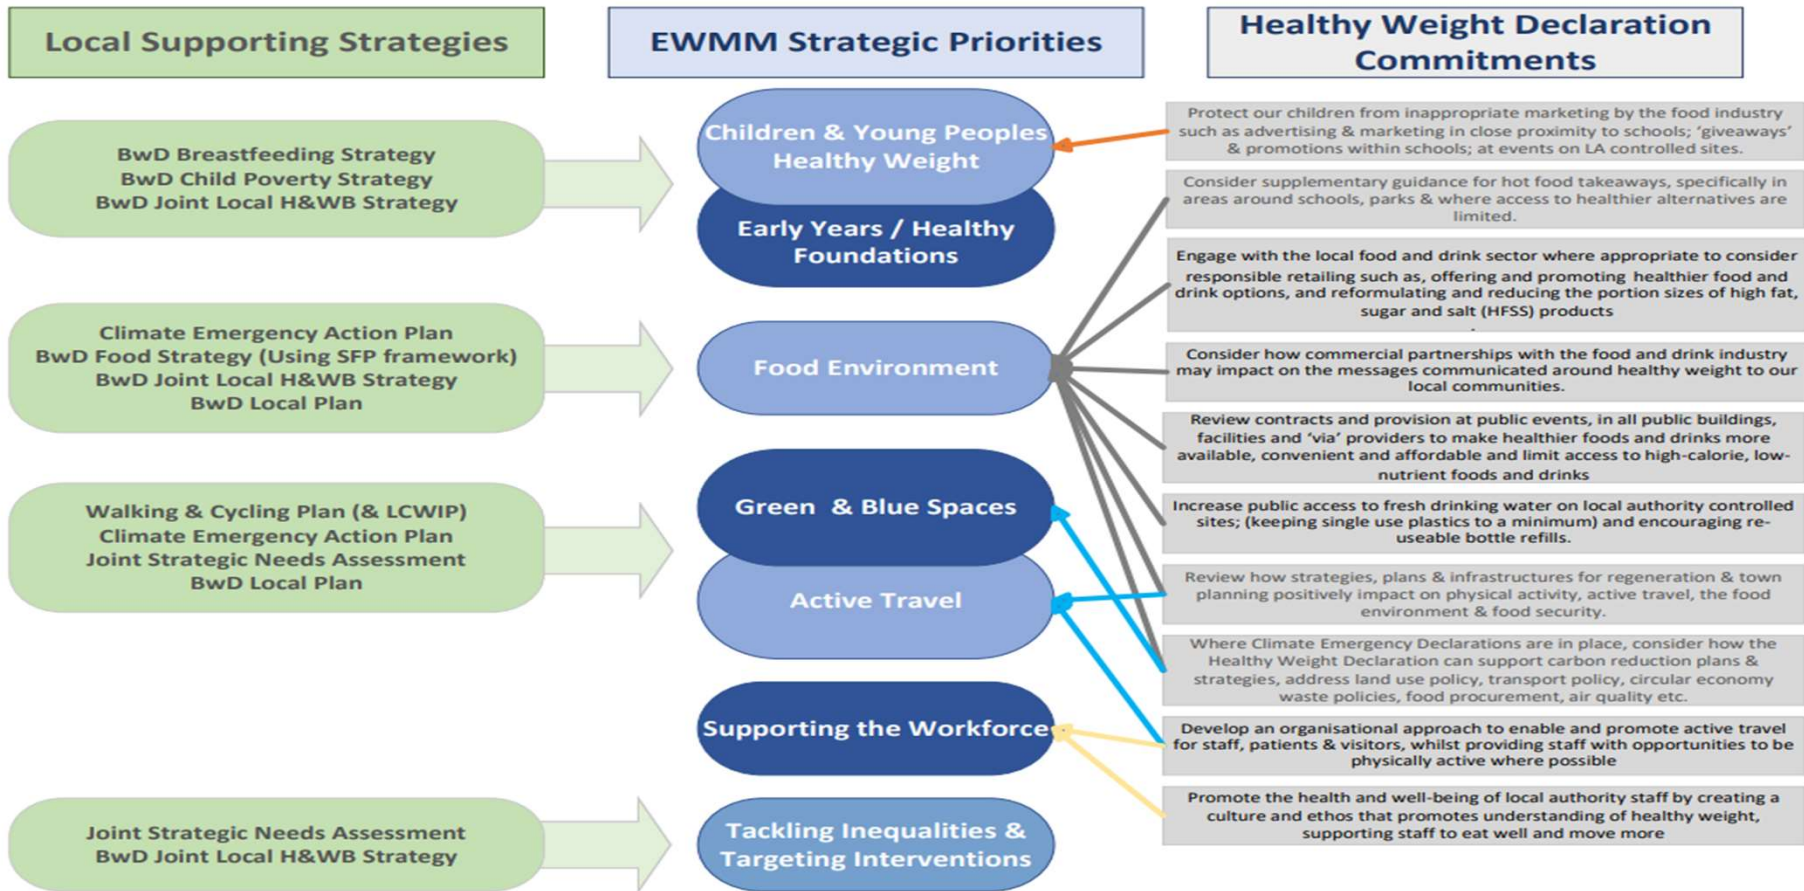 Local Supporting Strategies
EWMM Strategic Priorities
Healthy Weight Declaration
Commitments
BwD Breastfeeding Strategy
BwD Child Poverty Strategy
BwD Joint Local H&WB Strategy
Climate Emergency Action Plan
BwD Food Strategy (Using SFP framework)
BwD Joint Local H&WB Strategy
BwD Local Plan
Walking & Cycling Plan (& LCWIP)
Climate Emergency Action Plan
Joint Strategic Needs Assessment
BwD Local Plan
Joint Strategic Needs Assessment
BwD Joint Local H&WB Strategy
Children & Young Peoples
Healthy Weight
Early Years / Healthy
Foundations
Food Environment
Green & Blue Spaces
Active Travel
Supporting the Workforce
Tackling Inequalities &
Targeting Interventions
Protect our children from inappropriate marketing by the food industry
such as advertising & marketing in close proximity to schools; ‘giveaways’
& promotions within schools; at events on LA controlled sites.
Consider supplementary guidance for hot food takeaways, specifically in
areas around schools, parks & where access to healthier alternatives are
limited.
Engage with the local food and drink sector where appropriate to consider
responsible retailing such as, offering and promoting healthier food and
drink options, and reformulating and reducing the portion sizes of high fat,
sugar and salt (HFSS) products
Consider how commercial partnerships with the food and drink industry
may impact on the messages communicated around healthy weight to our
local communities.
Review contracts and provision at public events, in all public buildings,
facilities and ‘via’ providers to make healthier foods and drinks more
available, convenient and affordable and limit access to high-calorie, low-
nutrient foods and drinks
Increase public access to fresh drinking water on local authority controlled
sites; (keeping single use plastics to a minimum) and encouraging re-
useable bottle refills.
Review how strategies, plans & infrastructures for regeneration & town
planning positively impact on physical activity, active travel, the food
environment & food security.
Where Climate Emergency Declarations are in place, consider how the
Healthy Weight Declaration can support carbon reduction plans &
strategies, address land use policy, transport policy, circular economy
waste policies, food procurement, air quality etc.
Develop an organisational approach to enable and promote active travel
for staff, patients & visitors, whilst providing staff with opportunities to be
physically active where possible
Promote the health and well-being of local authority staff by creating a
culture and ethos that promotes understanding of healthy weight,
supporting staff to eat well and move more